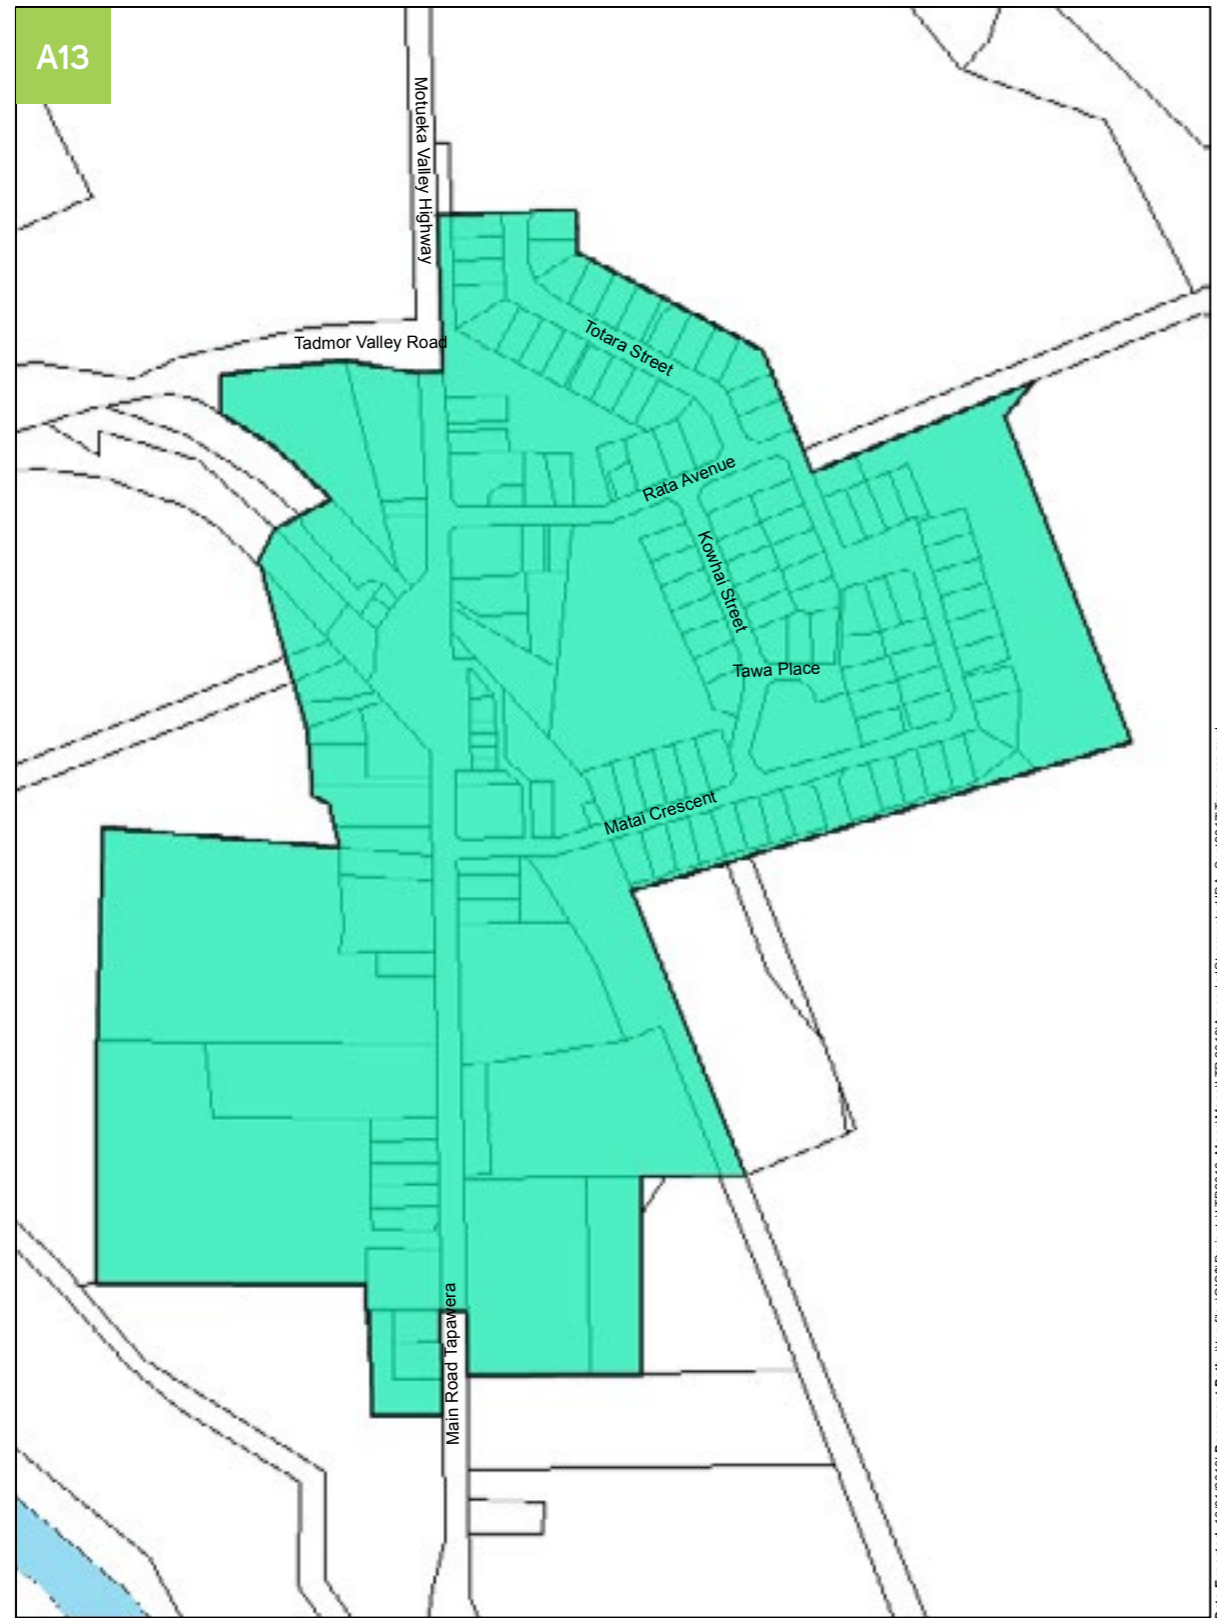 A13
Motueka Valley Highway
Tadmor Valley Road
Totara Street
Rata Avenue
Kowhai Street
Tawa Place
Matai Crescent
Main Road Tapawera